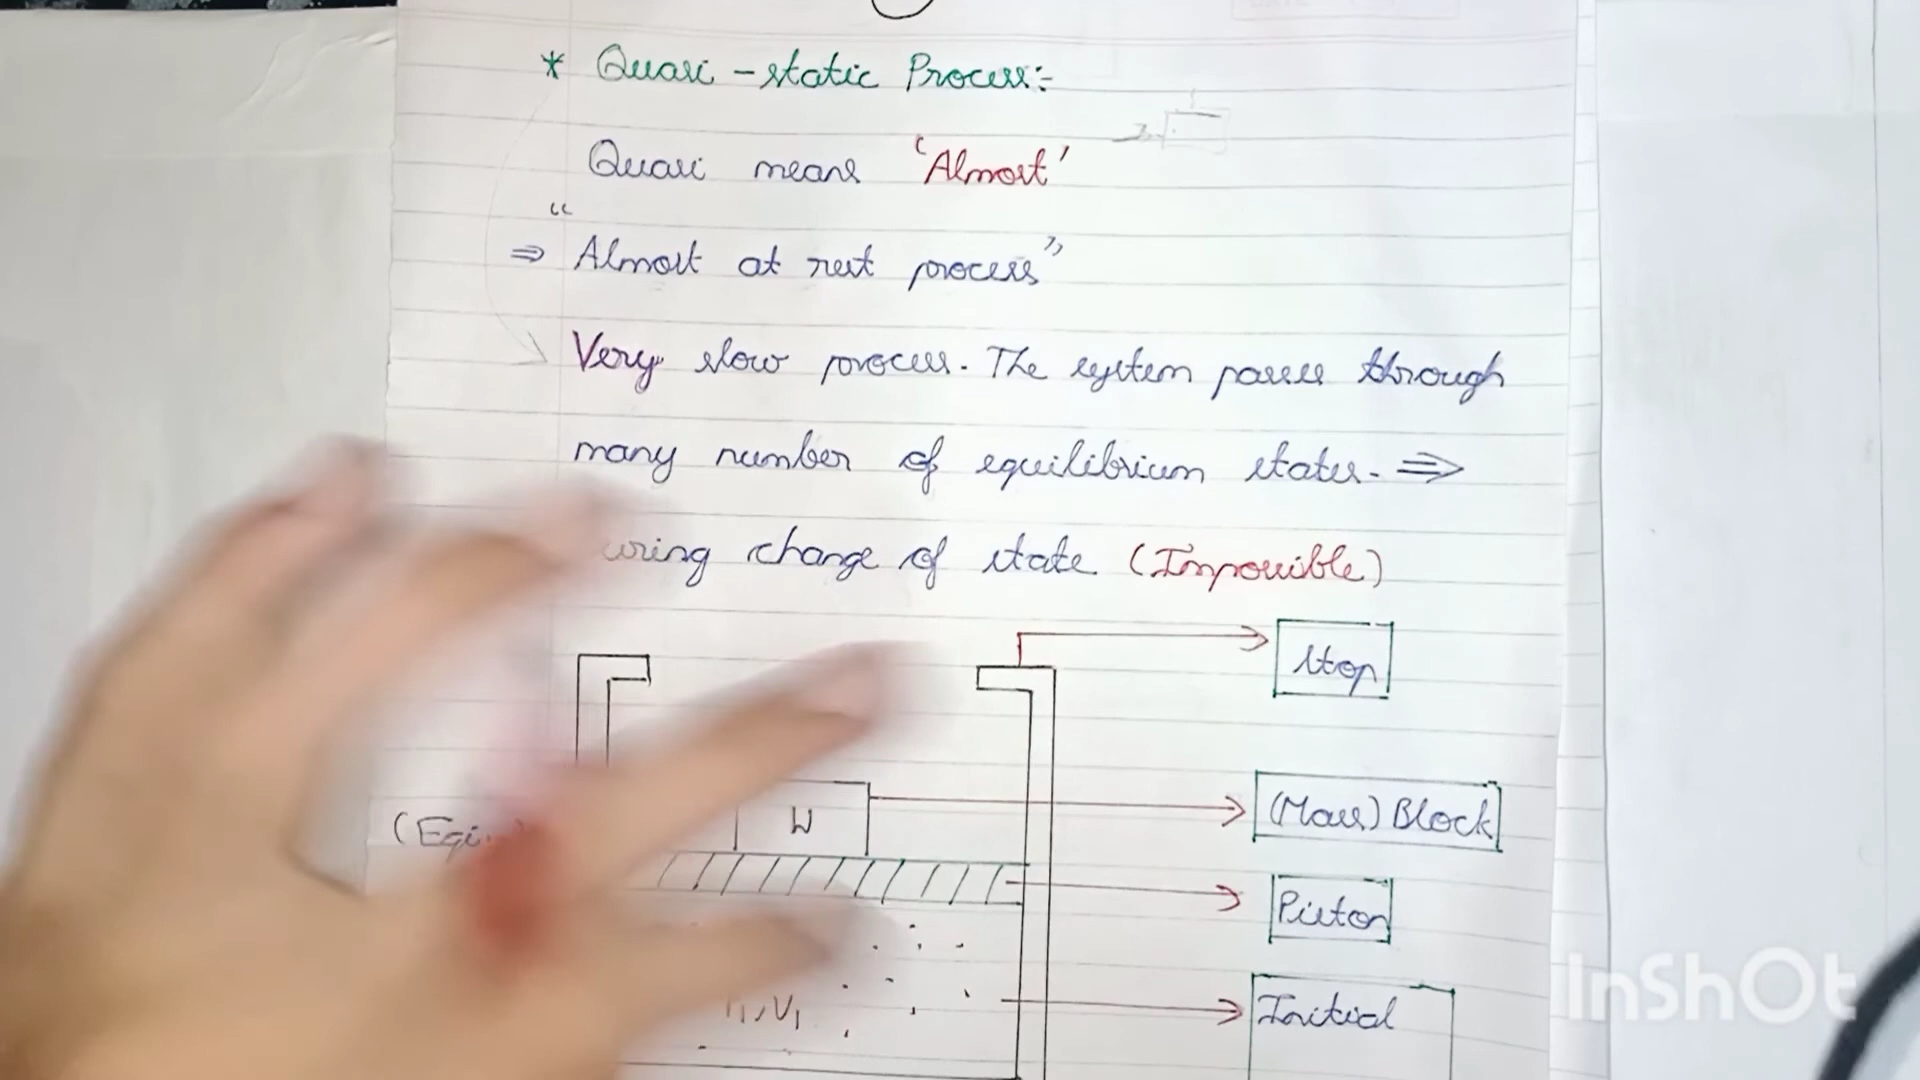 * Quasi-static Process:-
Quasi means 'Almost'
"
⇒ Almost at rest process"
Very slow process. The system passes through
many number of equilibrium states. ⇒
change of state (Impossible)
Stop
W
(Mass) Block
Piston
V₁
Initial
InShOt